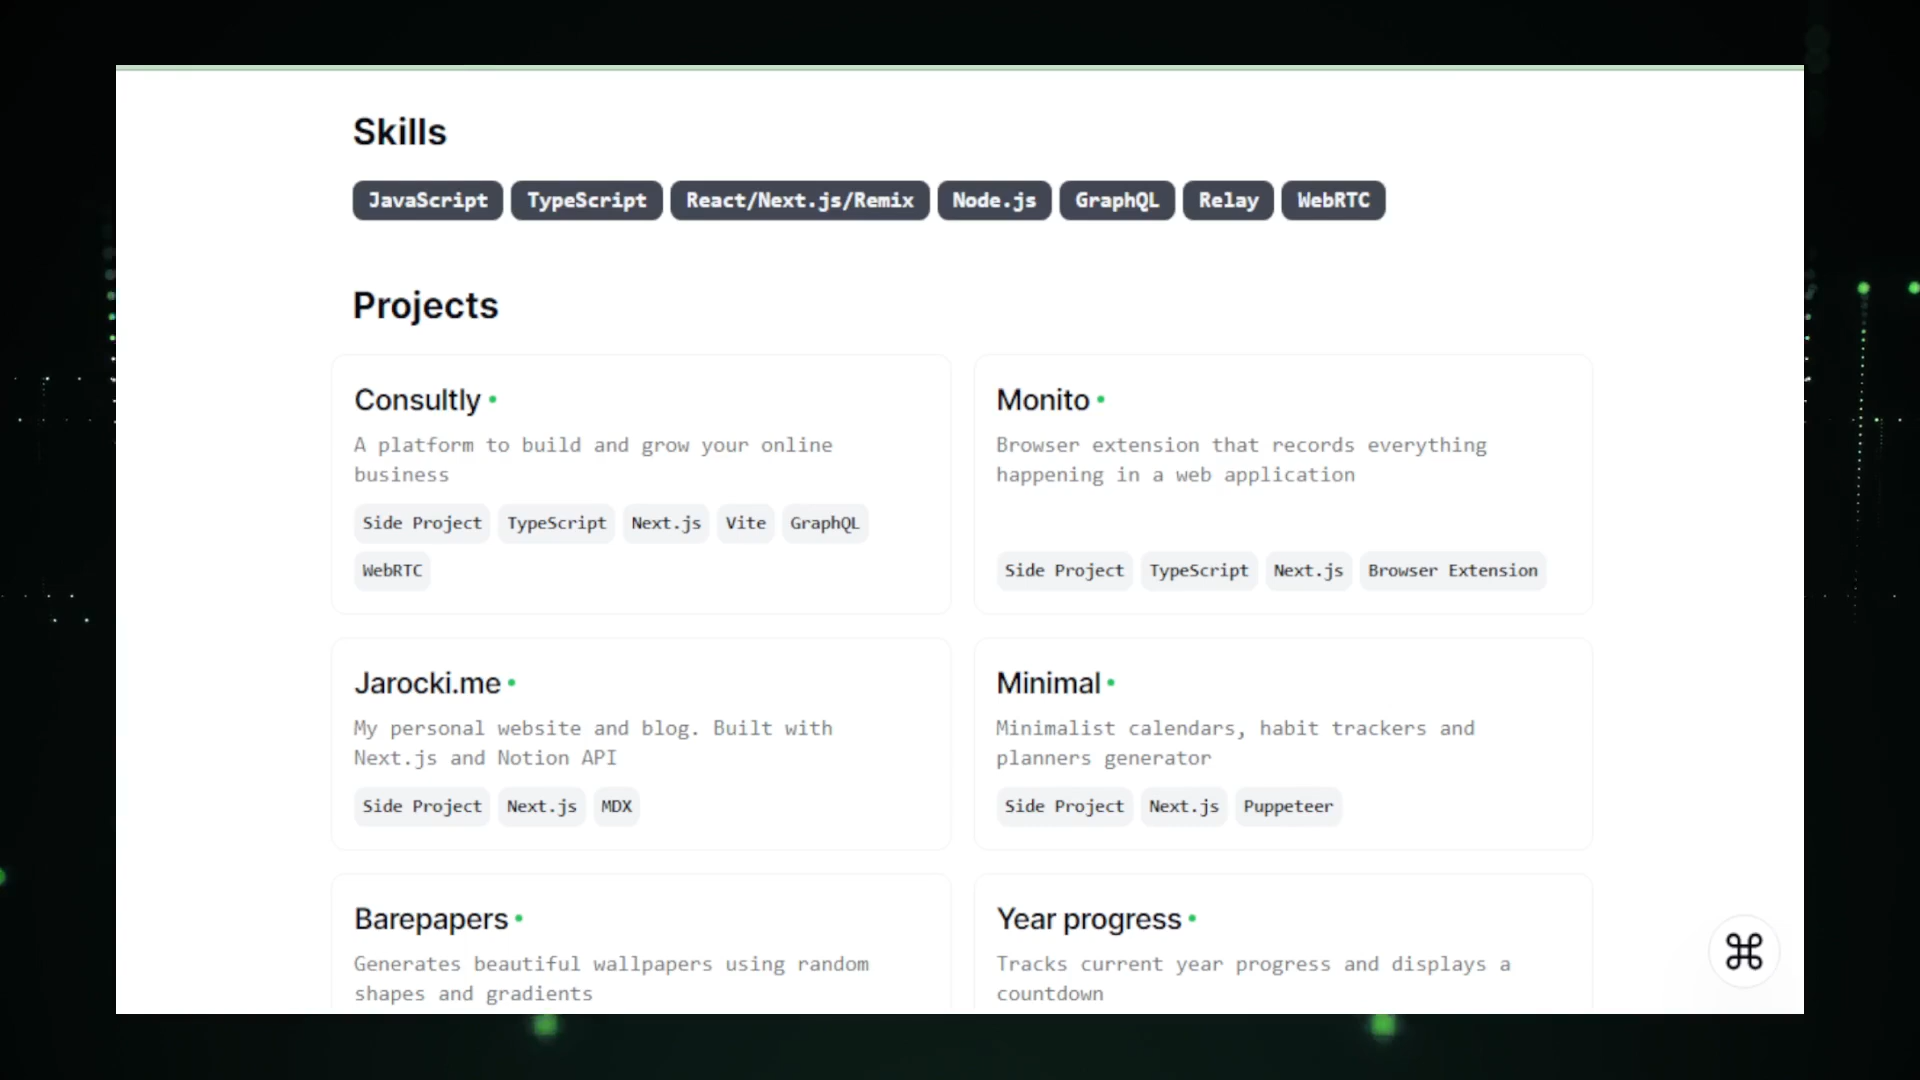 Skills
JavaScript TypeScript React/Next.js/Remix Node.js GraphQL Relay WebRTC
Projects
Consultly
A platform to build and grow your online
business
Side Project TypeScript Next.js Vite GraphQL
WebRTC
Monito
Browser extension that records everything
happening in a web application
Side Project TypeScript Next.js Browser Extension
Jarocki.me
My personal website and blog. Built with
Next.js and Notion API
Side Project Next.js MDX
Minimal
Minimalist calendars, habit trackers and
planners generator
Side Project Next.js Puppeteer
Barepapers
Generates beautiful wallpapers using random
shapes and gradients
Year progress
Tracks current year progress and displays a
countdown